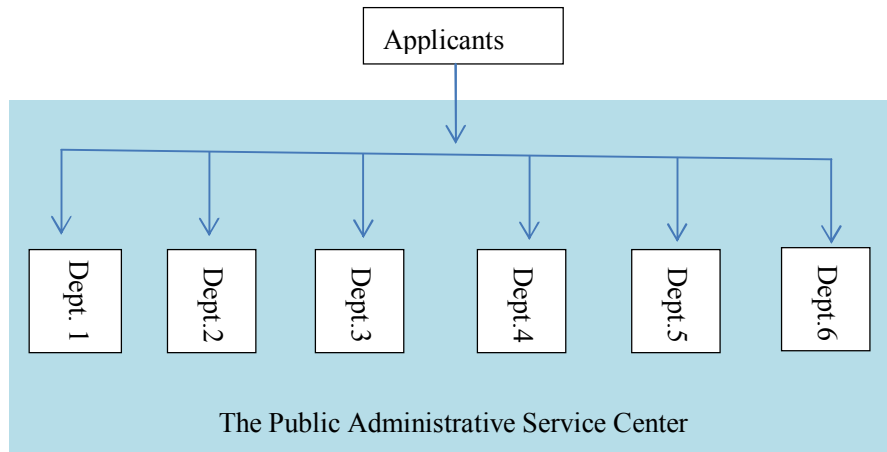 Applicants
Dept. 1
Dept.2
Dept.3
Dept.4
Dept.5
Dept.6
The Public Administrative Service Center